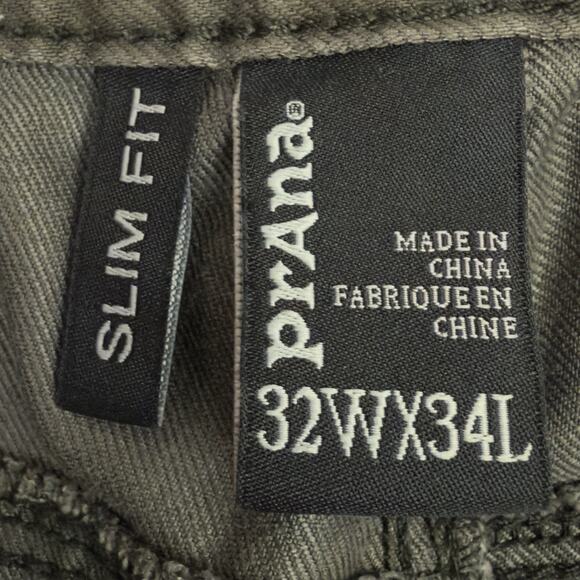 SLIM FIT
prAna®
MADE IN
CHINA
FABRIQUE EN
CHINE
32WX34L